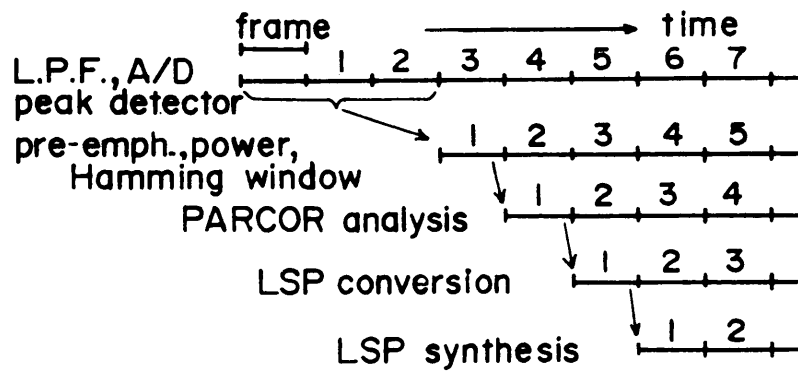 frame time
L.P.F., A/D 1 2 3 4 5 6 7
peak detector
pre-emph., power, 1 2 3 4 5
Hamming window
PARCOR analysis 1 2 3 4
LSP conversion 1 2 3
LSP synthesis 1 2